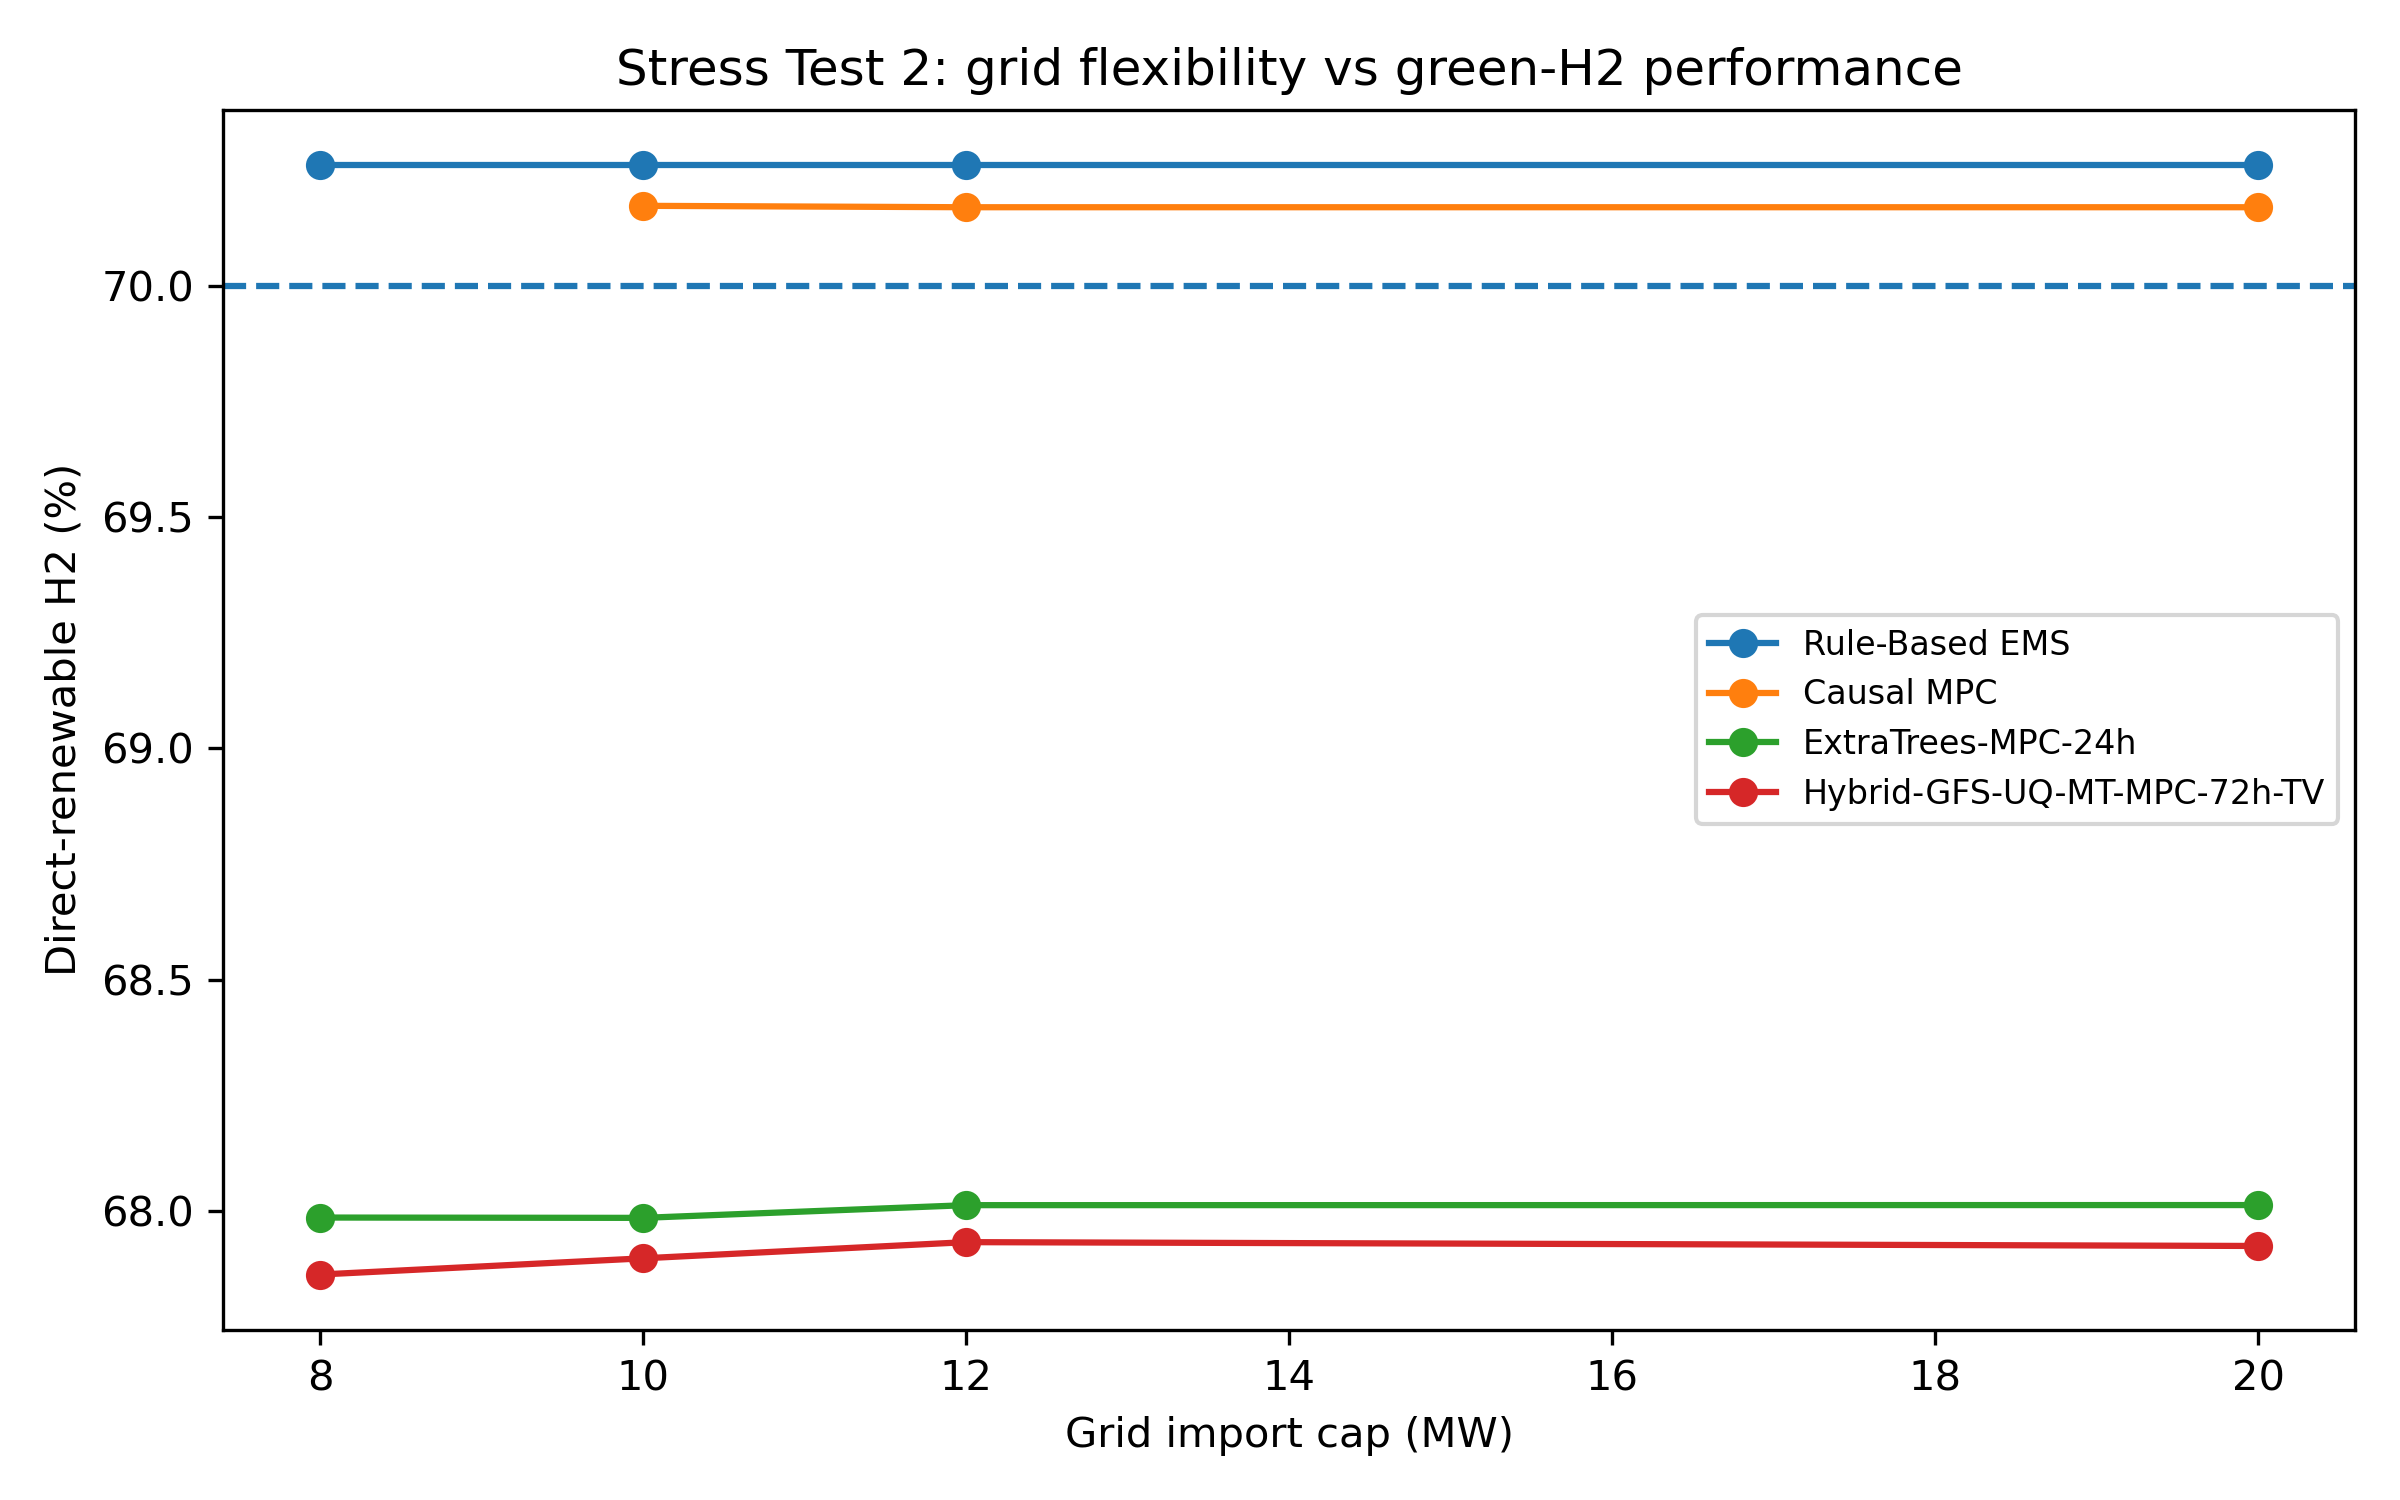 Stress Test 2: grid flexibility vs green-H2 performance
Direct-renewable H2 (%)
70.0
69.5
69.0
68.5
68.0
Rule-Based EMS
Causal MPC
ExtraTrees-MPC-24h
Hybrid-GFS-UQ-MT-MPC-72h-TV
8 10 12 14 16 18 20
Grid import cap (MW)